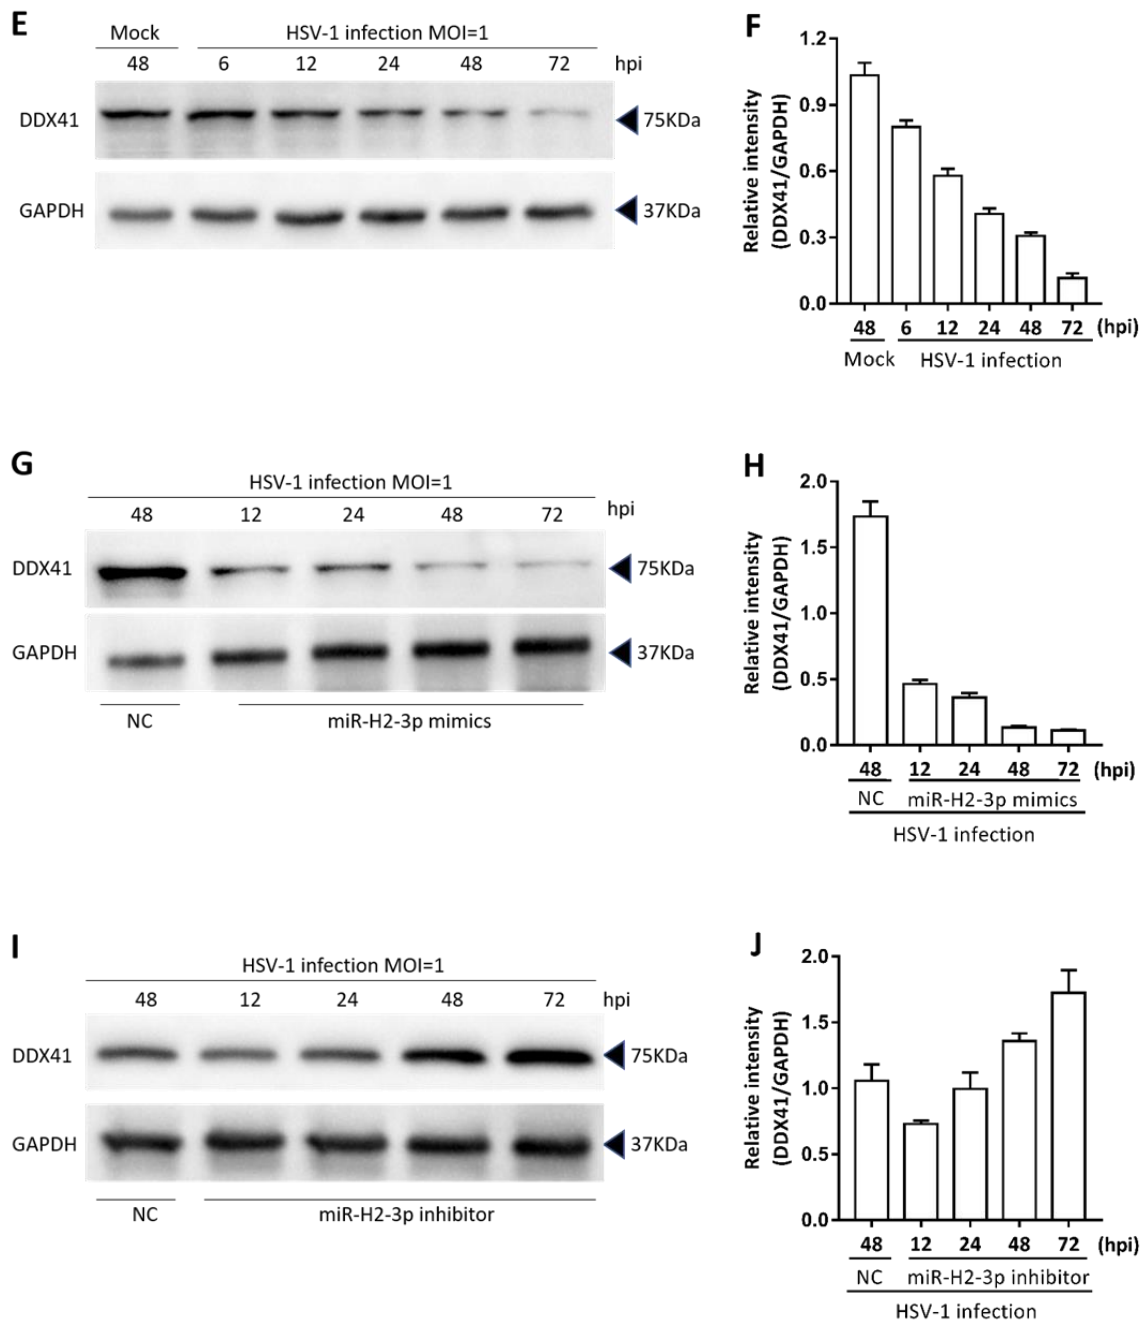 E
Mock HSV-1 infection MOI=1
48 6 12 24 48 72 hpi
DDX41 75KDa
GAPDH 37KDa
F
Relative intensity
(DDX41/GAPDH)
1.2
0.9
0.6
0.3
0.0
48 6 12 24 48 72 (hpi)
Mock HSV-1 infection
G
HSV-1 infection MOI=1
48 12 24 48 72 hpi
DDX41 75KDa
GAPDH 37KDa
NC miR-H2-3p mimics
H
Relative intensity
(DDX41/GAPDH)
2.0
1.5
1.0
0.5
0.0
48 12 24 48 72 (hpi)
NC miR-H2-3p mimics
HSV-1 infection
I
HSV-1 infection MOI=1
48 12 24 48 72 hpi
DDX41 75KDa
GAPDH 37KDa
NC miR-H2-3p inhibitor
J
Relative intensity
(DDX41/GAPDH)
2.0
1.5
1.0
0.5
0.0
48 12 24 48 72 (hpi)
NC miR-H2-3p inhibitor
HSV-1 infection